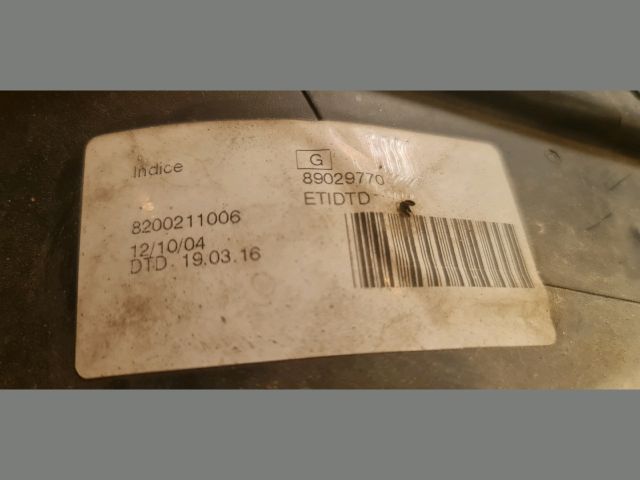 Indice
G
89029770
ETIDTD
8200211006
12/10/04
DTD 19.03.16